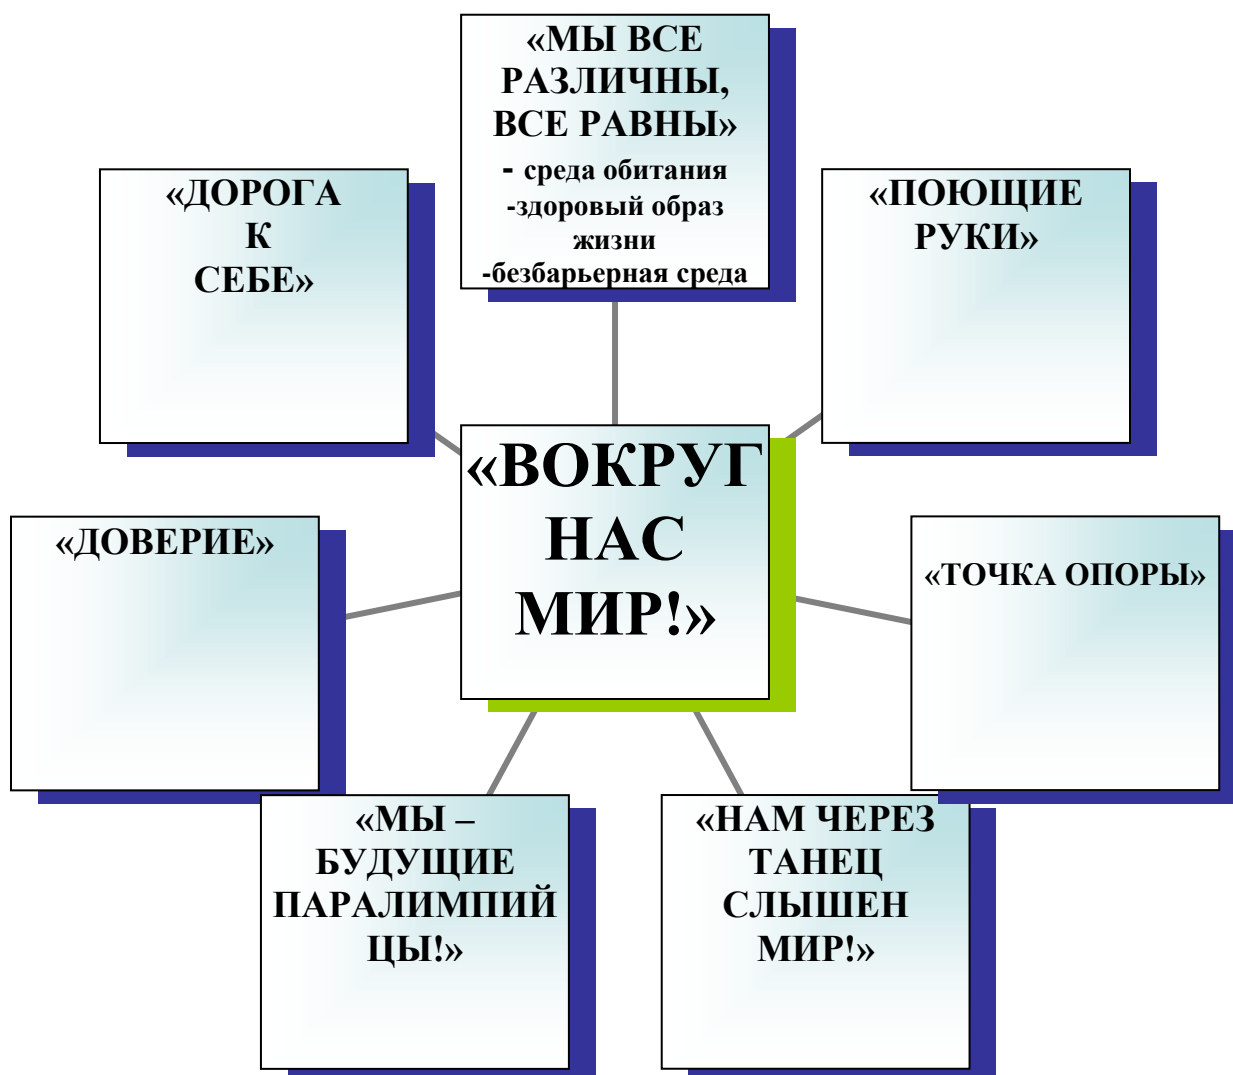 «МЫ ВСЕ
РАЗЛИЧНЫ,
ВСЕ РАВНЫ»
- среда обитания
-здоровый образ
жизни
-безбарьерная среда
«ДОРОГА
К
СЕБЕ»
«ПОЮЩИЕ
РУКИ»
«ВОКРУГ
НАС
МИР!»
«ДОВЕРИЕ»
«ТОЧКА ОПОРЫ»
«МЫ –
БУДУЩИЕ
ПАРАЛИМПИЙ
ЦЫ!»
«НАМ ЧЕРЕЗ
ТАНЕЦ
СЛЫШЕН
МИР!»